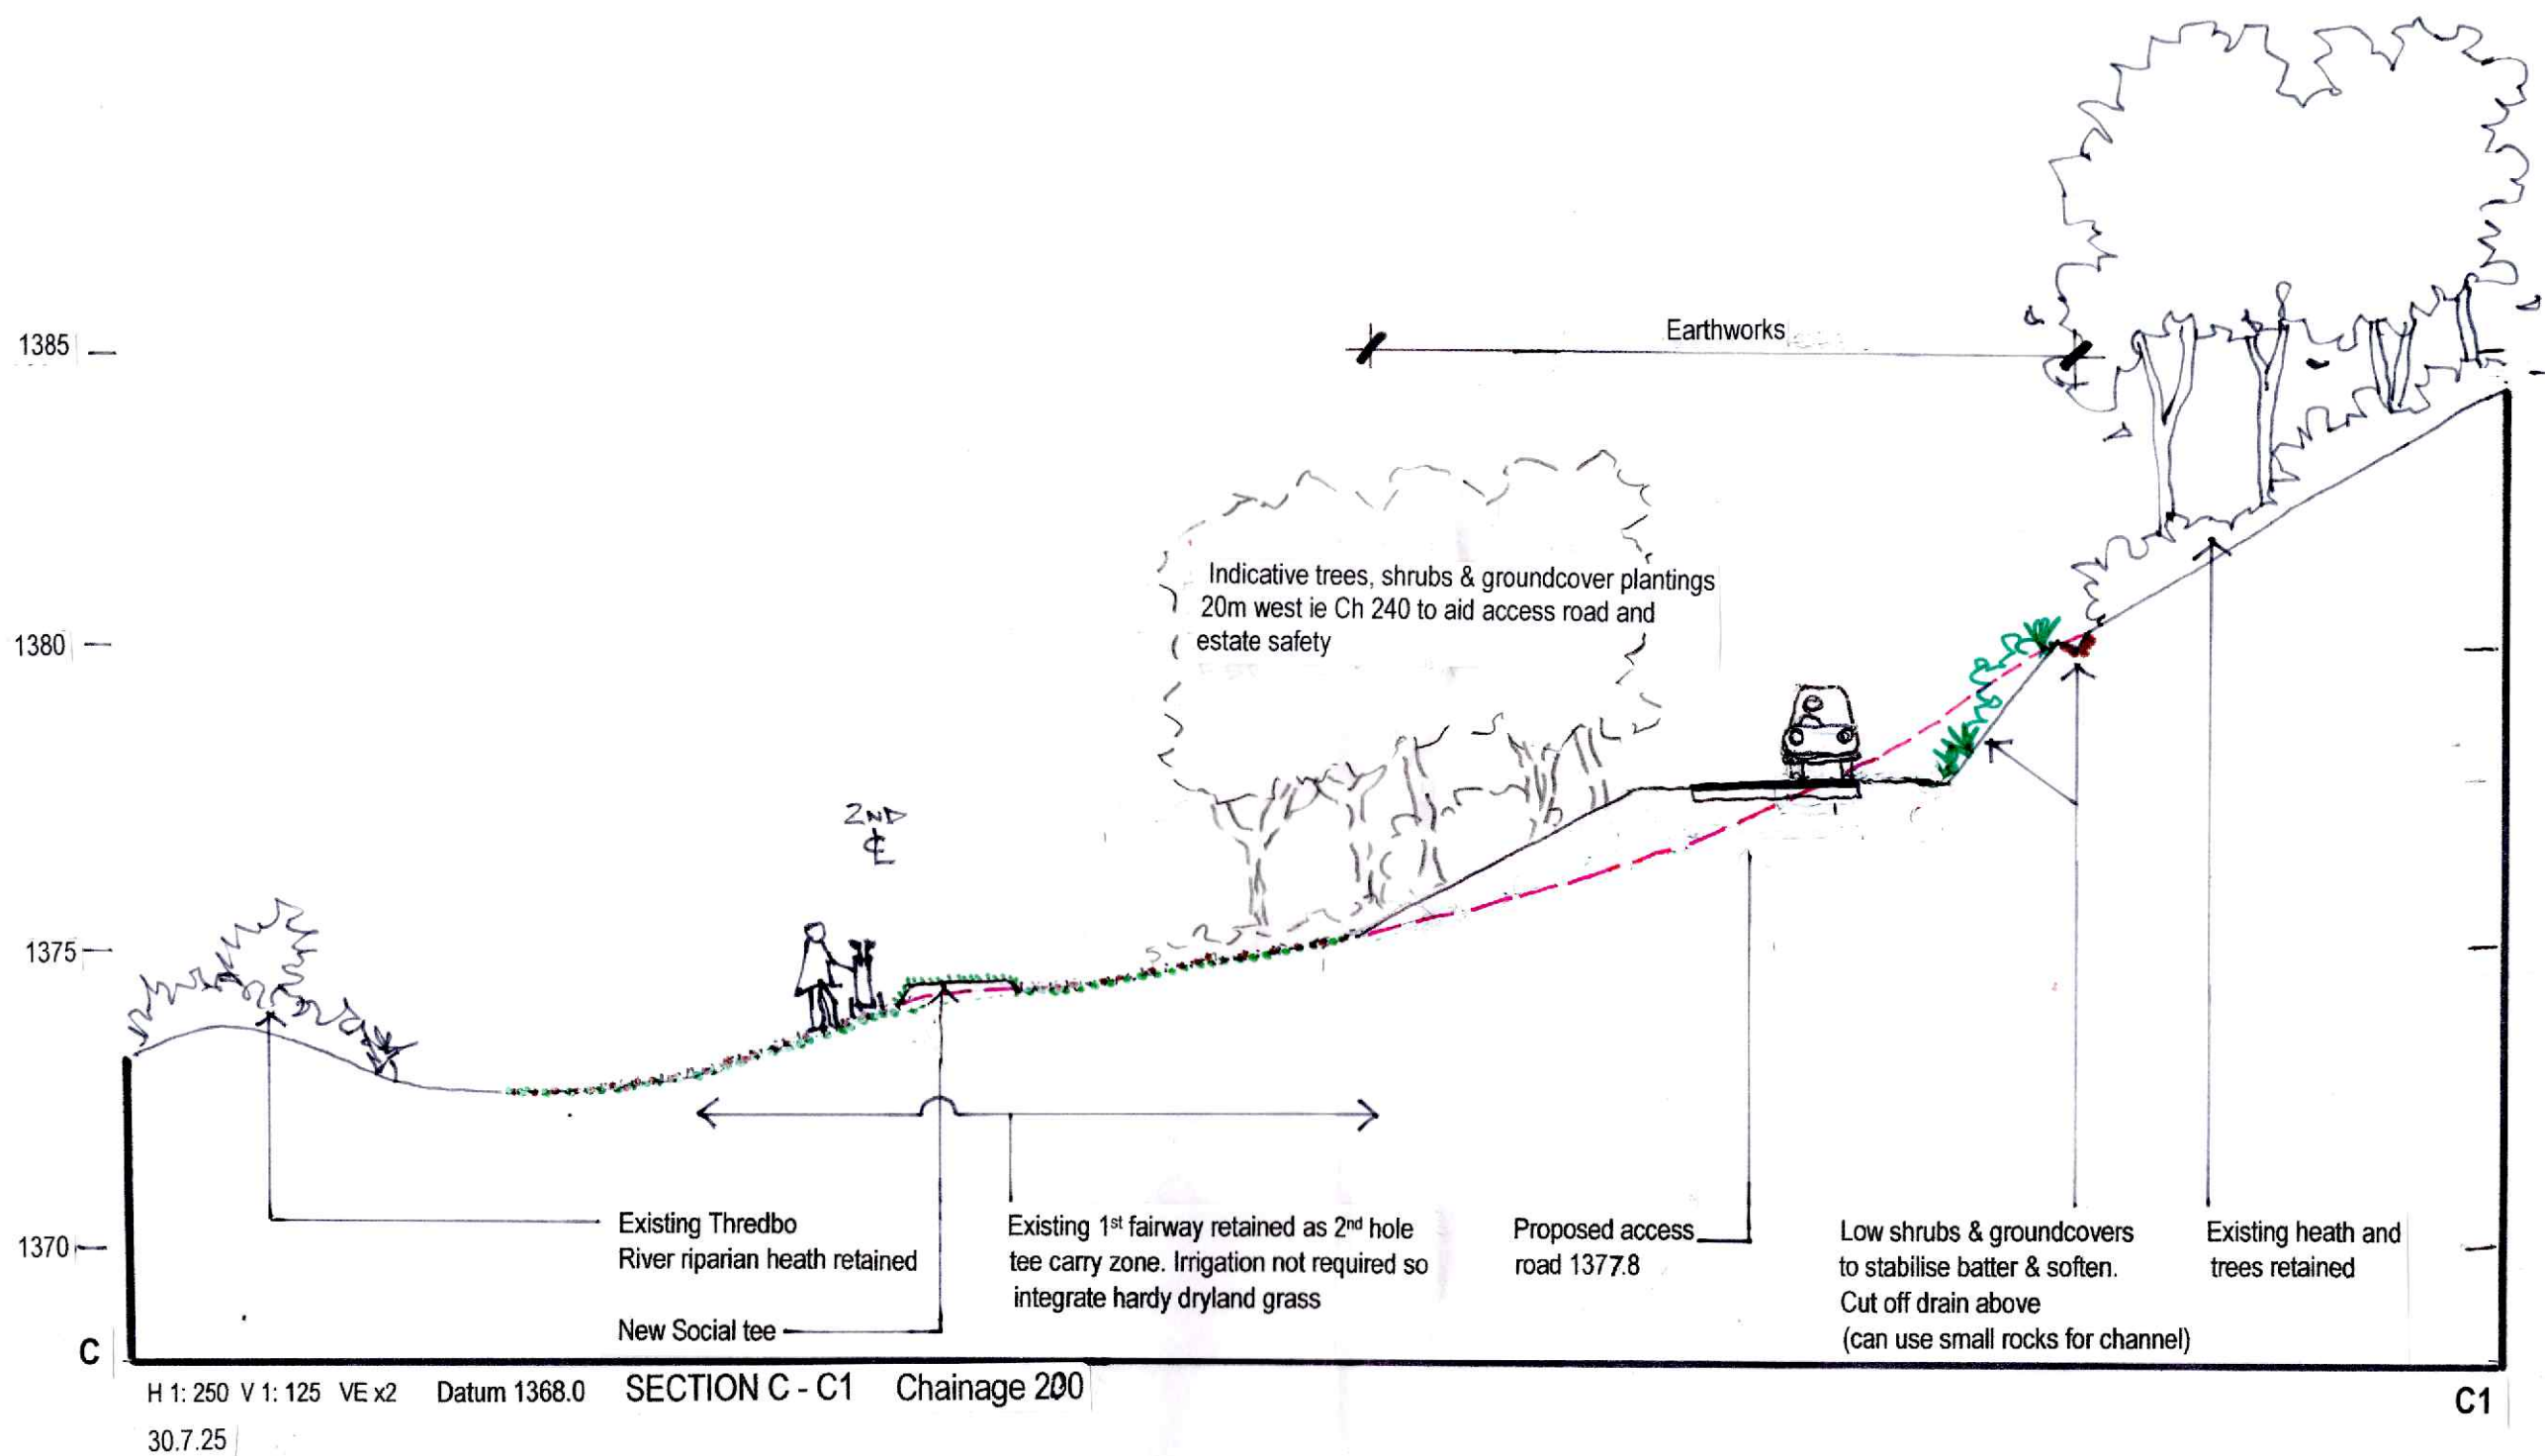 Earthworks
1385
Indicative trees, shrubs & groundcover plantings
20m west ie Ch 240 to aid access road and
estate safety
1380
2ND
℄
1375
Existing Thredbo
River riparian heath retained
New Social tee
Existing 1st fairway retained as 2nd hole
tee carry zone. Irrigation not required so
integrate hardy dryland grass
Proposed access
road 1377.8
Low shrubs & groundcovers
to stabilise batter & soften.
Cut off drain above
(can use small rocks for channel)
Existing heath and
trees retained
1370
C
H 1: 250 V 1: 125 VE x2 Datum 1368.0 SECTION C - C1 Chainage
C1
30.7.25